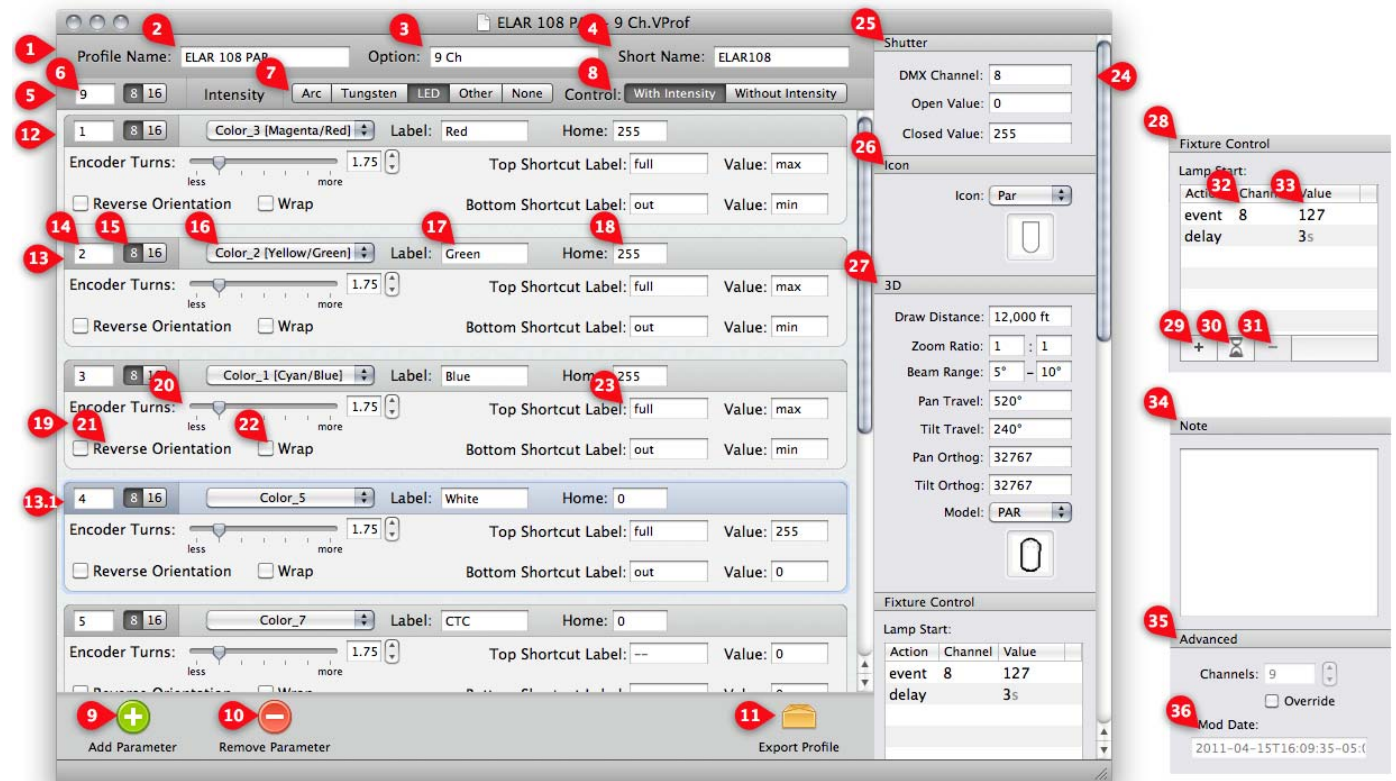 ELAR 108 PAR - 9 Ch.VProf
1 2 3 4
Profile Name: ELAR 108 PAR Option: 9 Ch Short Name: ELAR108
5 6 7 8
9 8 16 Intensity Arc Tungsten LED Other None Control: With Intensity Without Intensity
12
1 8 16 Color_3 [Magenta/Red] Label: Red Home: 255
Encoder Turns: 1.75 Top Shortcut Label: full Value: max
less more
Reverse Orientation Wrap Bottom Shortcut Label: out Value: min
13 14 15 16 17 18
2 8 16 Color_2 [Yellow/Green] Label: Green Home: 255
Encoder Turns: 1.75 Top Shortcut Label: full Value: max
less more
Reverse Orientation Wrap Bottom Shortcut Label: out Value: min
3 8 Color_1 [Cyan/Blue] Label: Blue Home: 255
19 20 21 22 23
Encoder Turns: 1.75 Top Shortcut Label: full Value: max
less more
Reverse Orientation Wrap Bottom Shortcut Label: out Value: min
13.1
4 8 16 Color_5 Label: White Home: 0
Encoder Turns: 1.75 Top Shortcut Label: full Value: 255
less more
Reverse Orientation Wrap Bottom Shortcut Label: out Value: 0
5 8 16 Color_7 Label: CTC Home: 0
Encoder Turns: 1.75 Top Shortcut Label: -- Value: 0
less more
9 10 11
Add Parameter Remove Parameter Export Profile
25 24
Shutter
DMX Channel: 8
Open Value: 0
Closed Value: 255
26
Icon
Icon: Par
27
3D
Draw Distance: 12,000 ft
Zoom Ratio: 1 : 1
Beam Range: 5° – 10°
Pan Travel: 520°
Tilt Travel: 240°
Pan Orthog: 32767
Tilt Orthog: 32767
Model: PAR
Fixture Control
Lamp Start:
Action Channel Value
event 8 127
delay 3s
28
Fixture Control
Lamp Start:
32 33
Action Channel Value
event 8 127
delay 3s
29 30 31
+ −
34
Note
35
Advanced
Channels: 9
Override
36
Mod Date:
2011-04-15T16:09:35-05:0